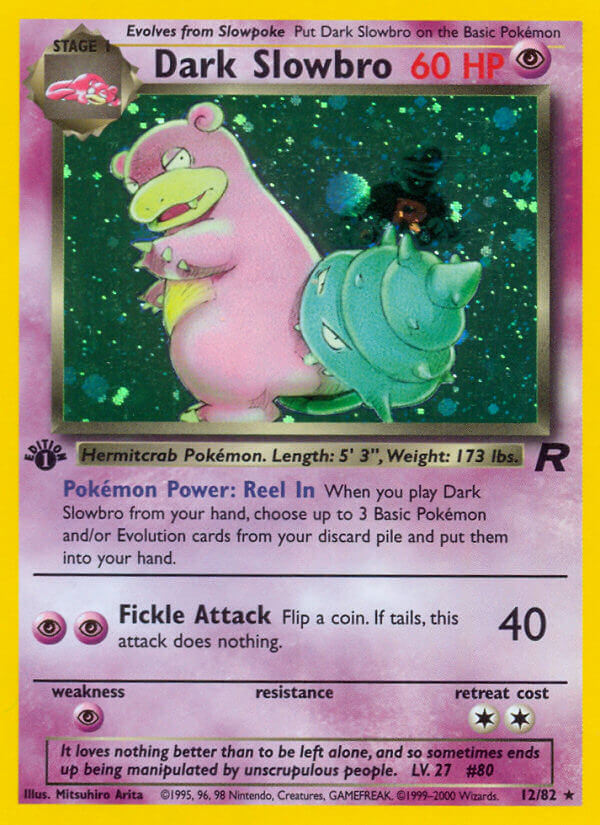 Evolves from Slowpoke Put Dark Slowbro on the Basic Pokémon
STAGE 1
Dark Slowbro 60 HP
EDITION
1
Hermitcrab Pokémon. Length: 5' 3", Weight: 173 lbs.
R
Pokémon Power: Reel In When you play Dark
Slowbro from your hand, choose up to 3 Basic Pokémon
and/or Evolution cards from your discard pile and put them
into your hand.
Fickle Attack Flip a coin. If tails, this
attack does nothing.
40
weakness resistance retreat cost
It loves nothing better than to be left alone, and so sometimes ends
up being manipulated by unscrupulous people. LV. 27 #80
Illus. Mitsuhiro Arita ©1995, 96, 98 Nintendo, Creatures, GAMEFREAK. ©1999-2000 Wizards. 12/82 ★